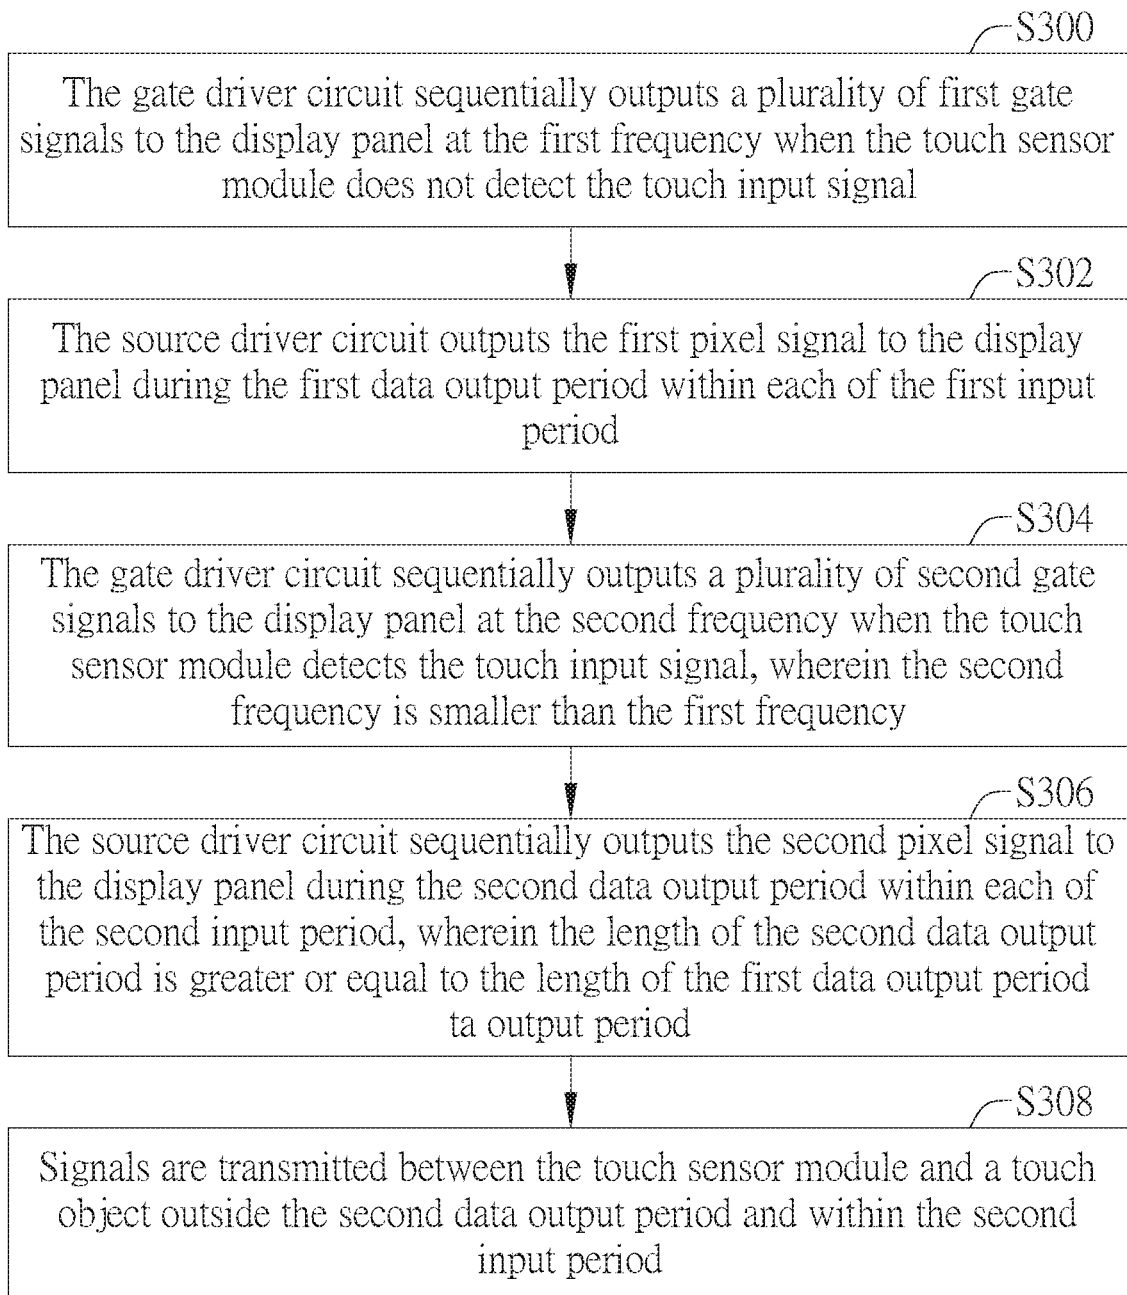 S300
The gate driver circuit sequentially outputs a plurality of first gate
signals to the display panel at the first frequency when the touch sensor
module does not detect the touch input signal
S302
The source driver circuit outputs the first pixel signal to the display
panel during the first data output period within each of the first input
period
S304
The gate driver circuit sequentially outputs a plurality of second gate
signals to the display panel at the second frequency when the touch
sensor module detects the touch input signal, wherein the second
frequency is smaller than the first frequency
S306
The source driver circuit sequentially outputs the second pixel signal to
the display panel during the second data output period within each of
the second input period, wherein the length of the second data output
period is greater or equal to the length of the first data output period
ta output period
S308
Signals are transmitted between the touch sensor module and a touch
object outside the second data output period and within the second
input period